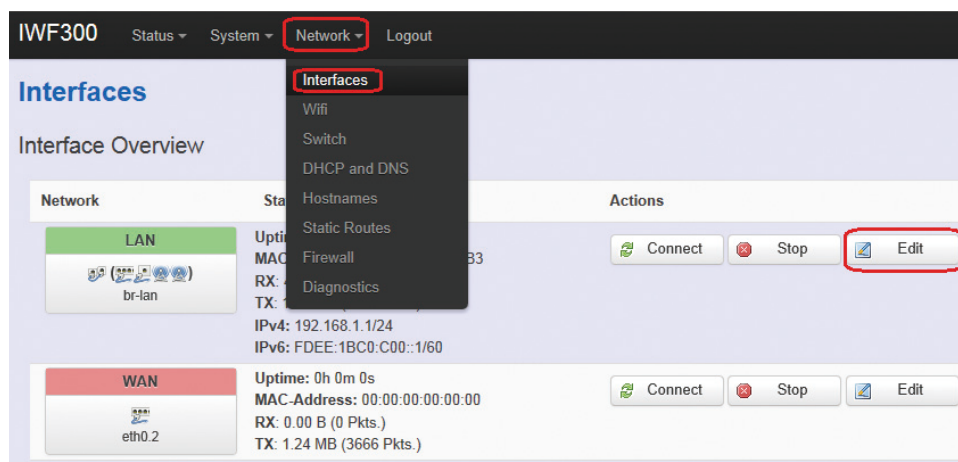 IWF300 Status System Network Logout
Interfaces
Wifi
Switch
DHCP and DNS
Hostnames
Static Routes
Firewall
Diagnostics
Interfaces
Interface Overview
Network Actions
LAN
br-lan
RX:
TX:
IPv4: 192.168.1.1/24
IPv6: FDEE:1BC0:C00::1/60
Connect Stop Edit
WAN
eth0.2
Uptime: 0h 0m 0s
MAC-Address: 00:00:00:00:00:00
RX: 0.00 B (0 Pkts.)
TX: 1.24 MB (3666 Pkts.)
Connect Stop Edit